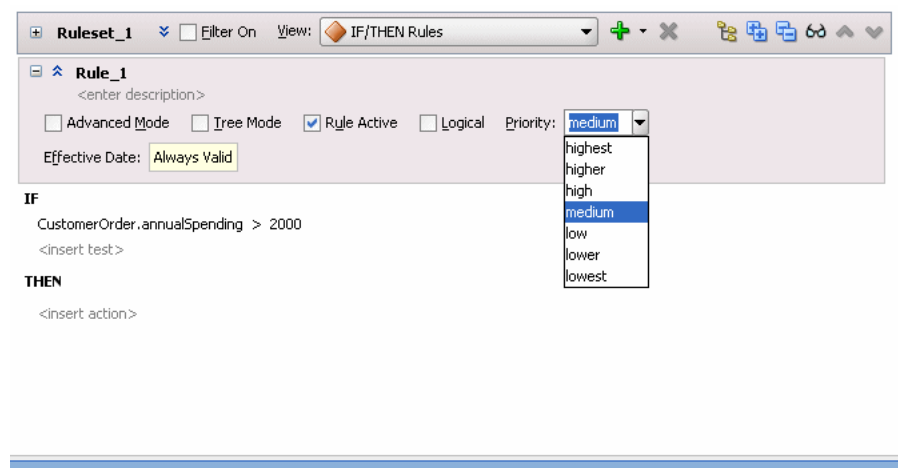 Ruleset_1 Filter On View: IF/THEN Rules
Rule_1
<enter description>
Advanced Mode Tree Mode Rule Active Logical Priority: medium
Effective Date: Always Valid
highest
higher
high
medium
low
lower
lowest
IF
CustomerOrder.annualSpending > 2000
<insert test>
THEN
<insert action>